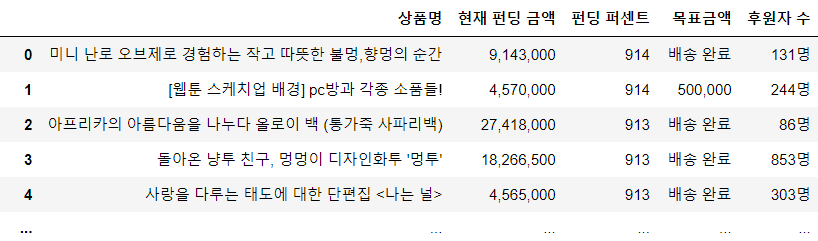 상품명 현재 펀딩 금액 펀딩 퍼센트 목표금액 후원자 수
0 미니 난로 오브제로 경험하는 작고 따뜻한 불멍,향멍의 순간 9,143,000 914 배송 완료 131명
1 [웹툰 스케치업 배경] pc방과 각종 소품들! 4,570,000 914 500,000 244명
2 아프리카의 아름다움을 나누다 올로이 백 (통가죽 사파리백) 27,418,000 913 배송 완료 86명
3 돌아온 냥투 친구, 멍멍이 디자인화투 '멍투' 18,266,500 913 배송 완료 853명
4 사랑을 다루는 태도에 대한 단편집 <나는 널> 4,565,000 913 배송 완료 303명
... ... ... ... ... ...